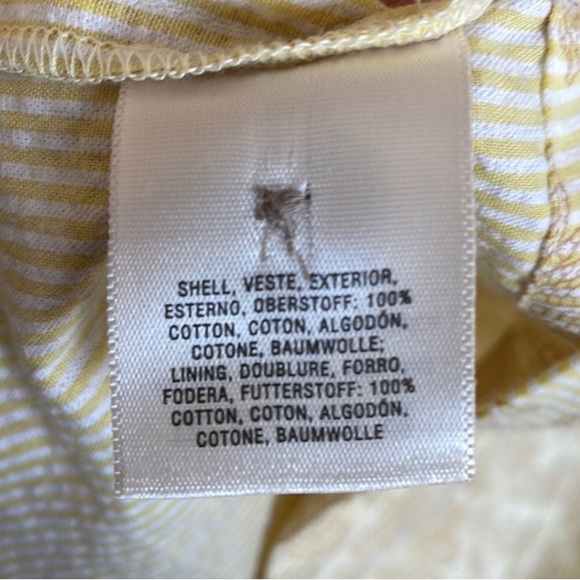 SHELL, VESTE, EXTERIOR,
ESTERNO, OBERSTOFF: 100%
COTTON, COTON, ALGODÓN,
COTONE, BAUMWOLLE;
LINING, DOUBLURE, FORRO,
FODERA, FUTTERSTOFF: 100%
COTTON, COTON, ALGODÓN,
COTONE, BAUMWOLLE